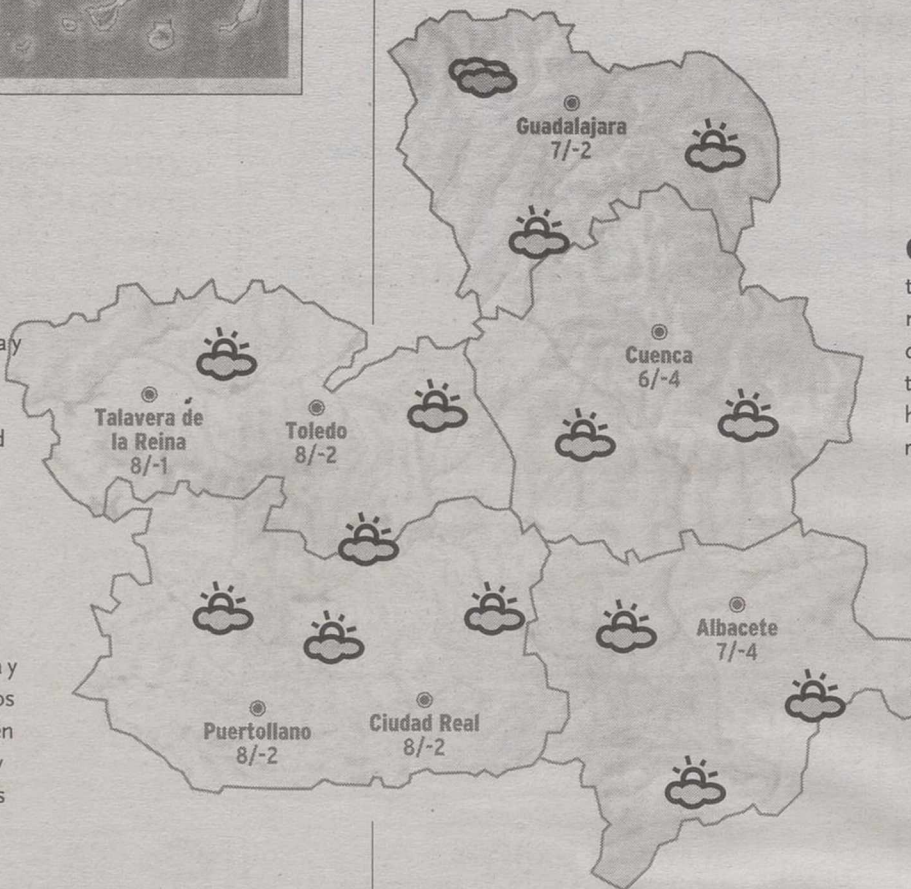 Guadalajara
7/-2
Cuenca
6/-4
Talavera de
la Reina
8/-1
Toledo
8/-2
Albacete
7/-4
Puertollano
8/-2
Ciudad Real
8/-2